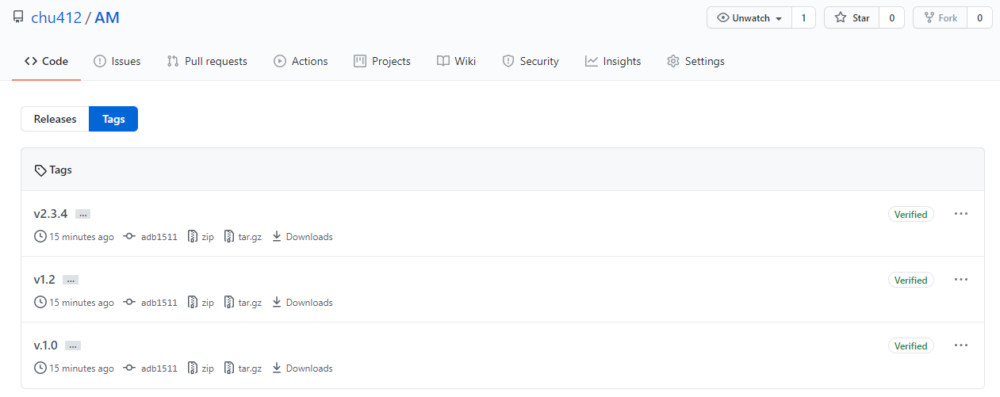 chu412 / AM Unwatch 1 Star 0 Fork 0
Code Issues Pull requests Actions Projects Wiki Security Insights Settings
Releases Tags
Tags
v2.3.4 ... Verified
15 minutes ago adb1511 zip tar.gz Downloads
v1.2 ... Verified
15 minutes ago adb1511 zip tar.gz Downloads
v.1.0 ... Verified
15 minutes ago adb1511 zip tar.gz Downloads